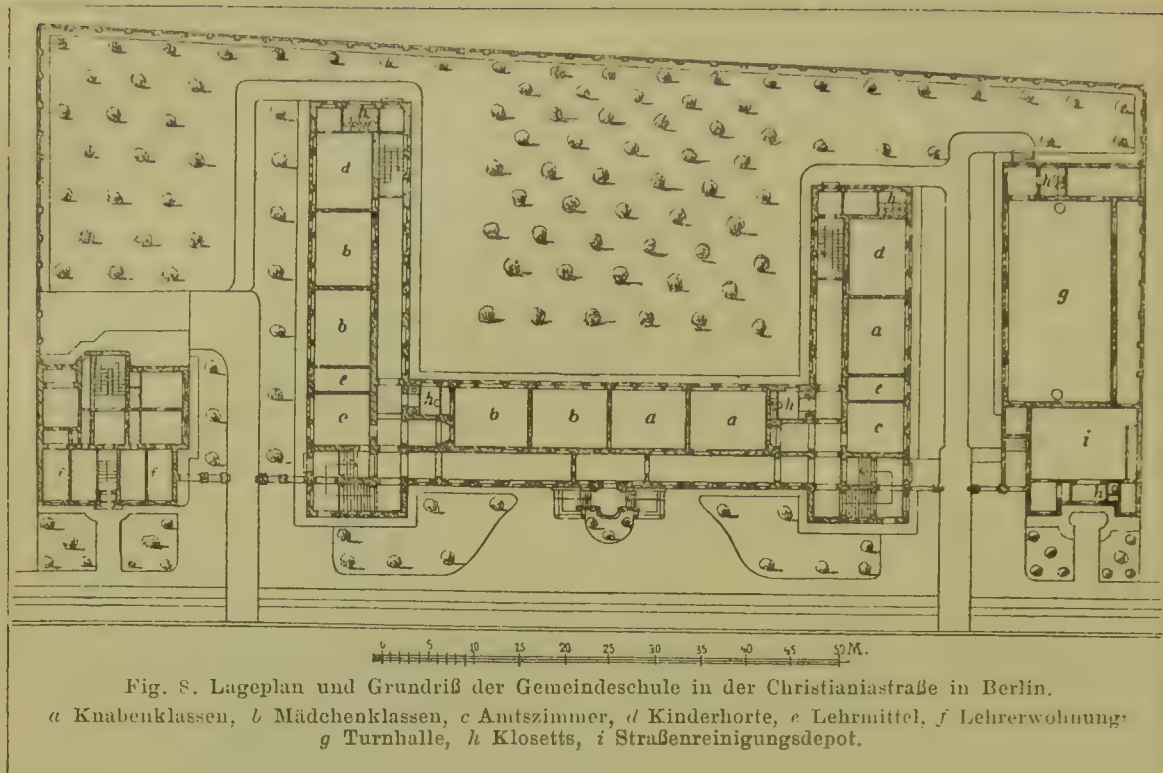 h
h
h
d
d
g
b
a
b
e
e
h
b
b
a
a
h
c
c
i
f
f
h
0 5 10 15 20 25 30 35 40 45 50 M.
Fig. 8. Lageplan und Grundriß der Gemeindeschule in der Christianiastraße in Berlin.
a Knabenklassen, b Mädchenklassen, c Amtszimmer, d Kinderhorte, e Lehrmittel, f Lehrerwohnung,
g Turnhalle, h Klosetts, i Straßenreinigungsdepot.